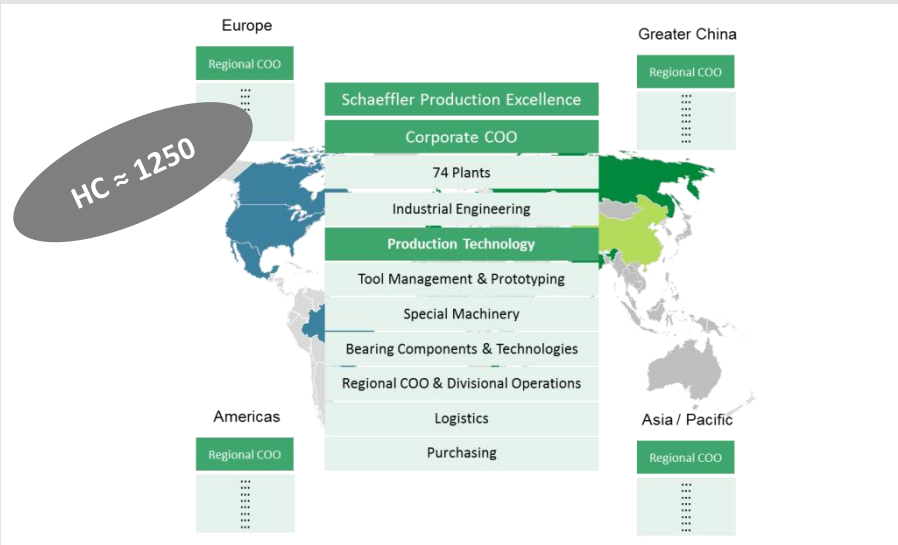 Europe
Regional COO
Greater China
Regional COO
HC ≈ 1250
Schaeffler Production Excellence
Corporate COO
74 Plants
Industrial Engineering
Production Technology
Tool Management & Prototyping
Special Machinery
Bearing Components & Technologies
Regional COO & Divisional Operations
Logistics
Purchasing
Americas
Regional COO
Asia / Pacific
Regional COO